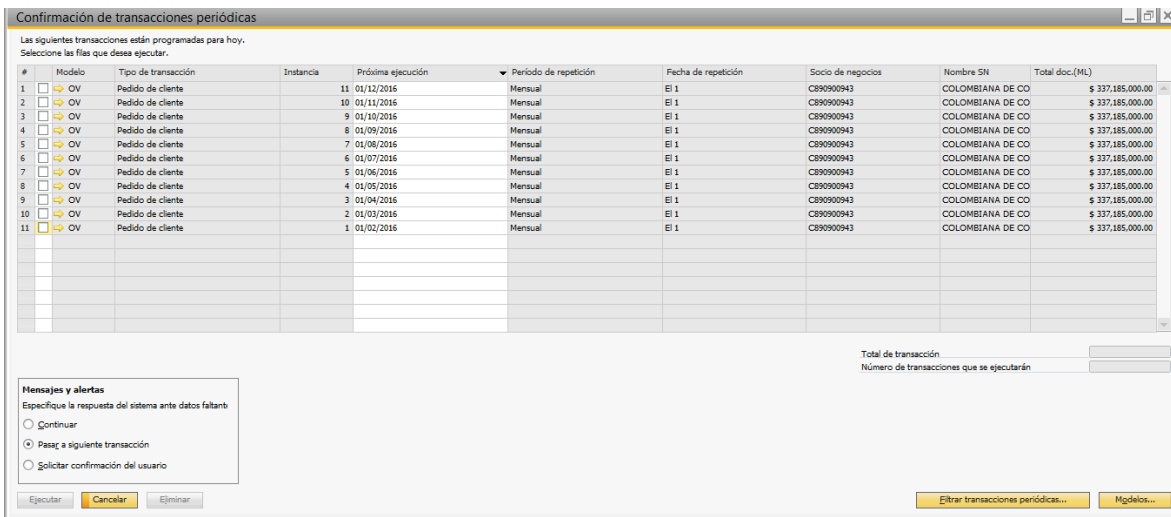 Confirmación de transacciones periódicas
Las siguientes transacciones están programadas para hoy.
Seleccione las filas que desea ejecutar.
# Modelo Tipo de transacción Instancia Próxima ejecución Período de repetición Fecha de repetición Socio de negocios Nombre SN Total doc.(ML)
1 OV Pedido de cliente 11 01/12/2016 Mensual El 1 C890900943 COLOMBIANA DE CO $ 337,185,000.00
2 OV Pedido de cliente 10 01/11/2016 Mensual El 1 C890900943 COLOMBIANA DE CO $ 337,185,000.00
3 OV Pedido de cliente 9 01/10/2016 Mensual El 1 C890900943 COLOMBIANA DE CO $ 337,185,000.00
4 OV Pedido de cliente 8 01/09/2016 Mensual El 1 C890900943 COLOMBIANA DE CO $ 337,185,000.00
5 OV Pedido de cliente 7 01/08/2016 Mensual El 1 C890900943 COLOMBIANA DE CO $ 337,185,000.00
6 OV Pedido de cliente 6 01/07/2016 Mensual El 1 C890900943 COLOMBIANA DE CO $ 337,185,000.00
7 OV Pedido de cliente 5 01/06/2016 Mensual El 1 C890900943 COLOMBIANA DE CO $ 337,185,000.00
8 OV Pedido de cliente 4 01/05/2016 Mensual El 1 C890900943 COLOMBIANA DE CO $ 337,185,000.00
9 OV Pedido de cliente 3 01/04/2016 Mensual El 1 C890900943 COLOMBIANA DE CO $ 337,185,000.00
10 OV Pedido de cliente 2 01/03/2016 Mensual El 1 C890900943 COLOMBIANA DE CO $ 337,185,000.00
11 OV Pedido de cliente 1 01/02/2016 Mensual El 1 C890900943 COLOMBIANA DE CO $ 337,185,000.00
Total de transacción
Número de transacciones que se ejecutarán
Mensajes y alertas
Especifique la respuesta del sistema ante datos faltant
Continuar
Pasar a siguiente transacción
Solicitar confirmación del usuario
Ejecutar Cancelar Eliminar Filtrar transacciones periódicas... Modelos...